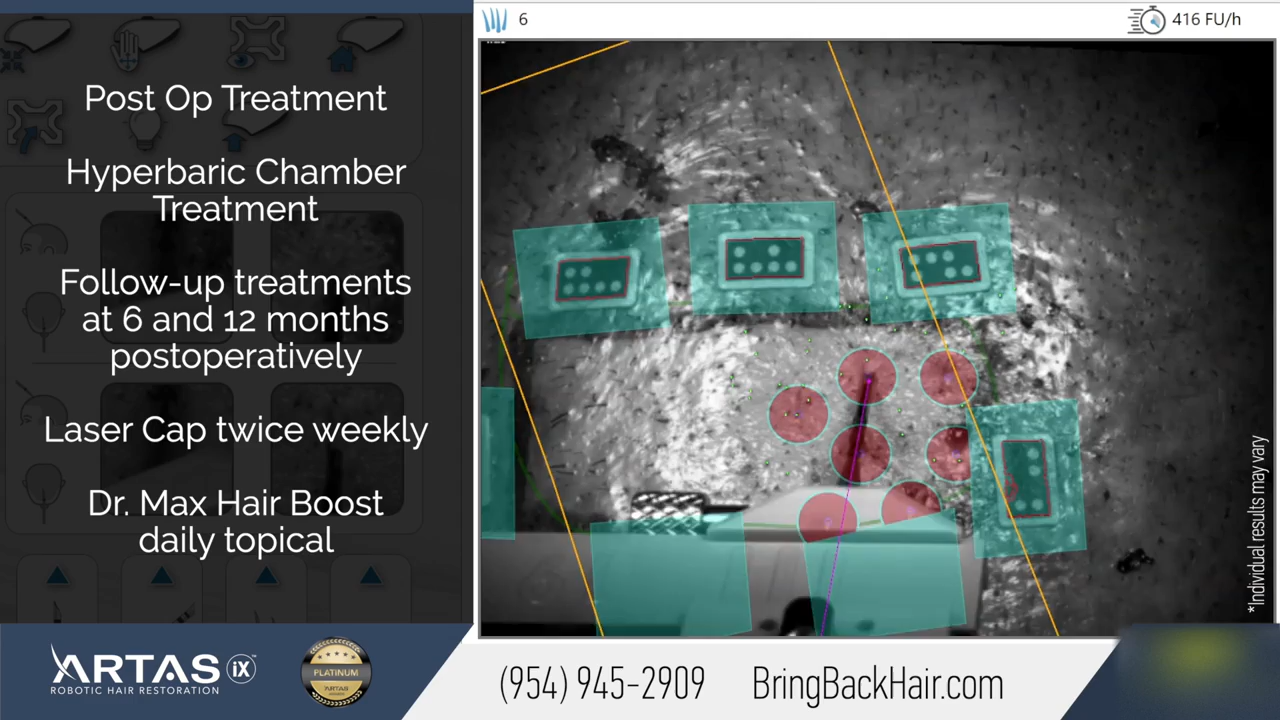 Post Op Treatment
Hyperbaric Chamber
Treatment
Follow-up treatments
at 6 and 12 months
postoperatively
Laser Cap twice weekly
Dr. Max Hair Boost
daily topical
6
416 FU/h
*Individual results may vary
ARTAS iX™
ROBOTIC HAIR RESTORATION
PLATINUM
ARTAS
(954) 945-2909
BringBackHair.com